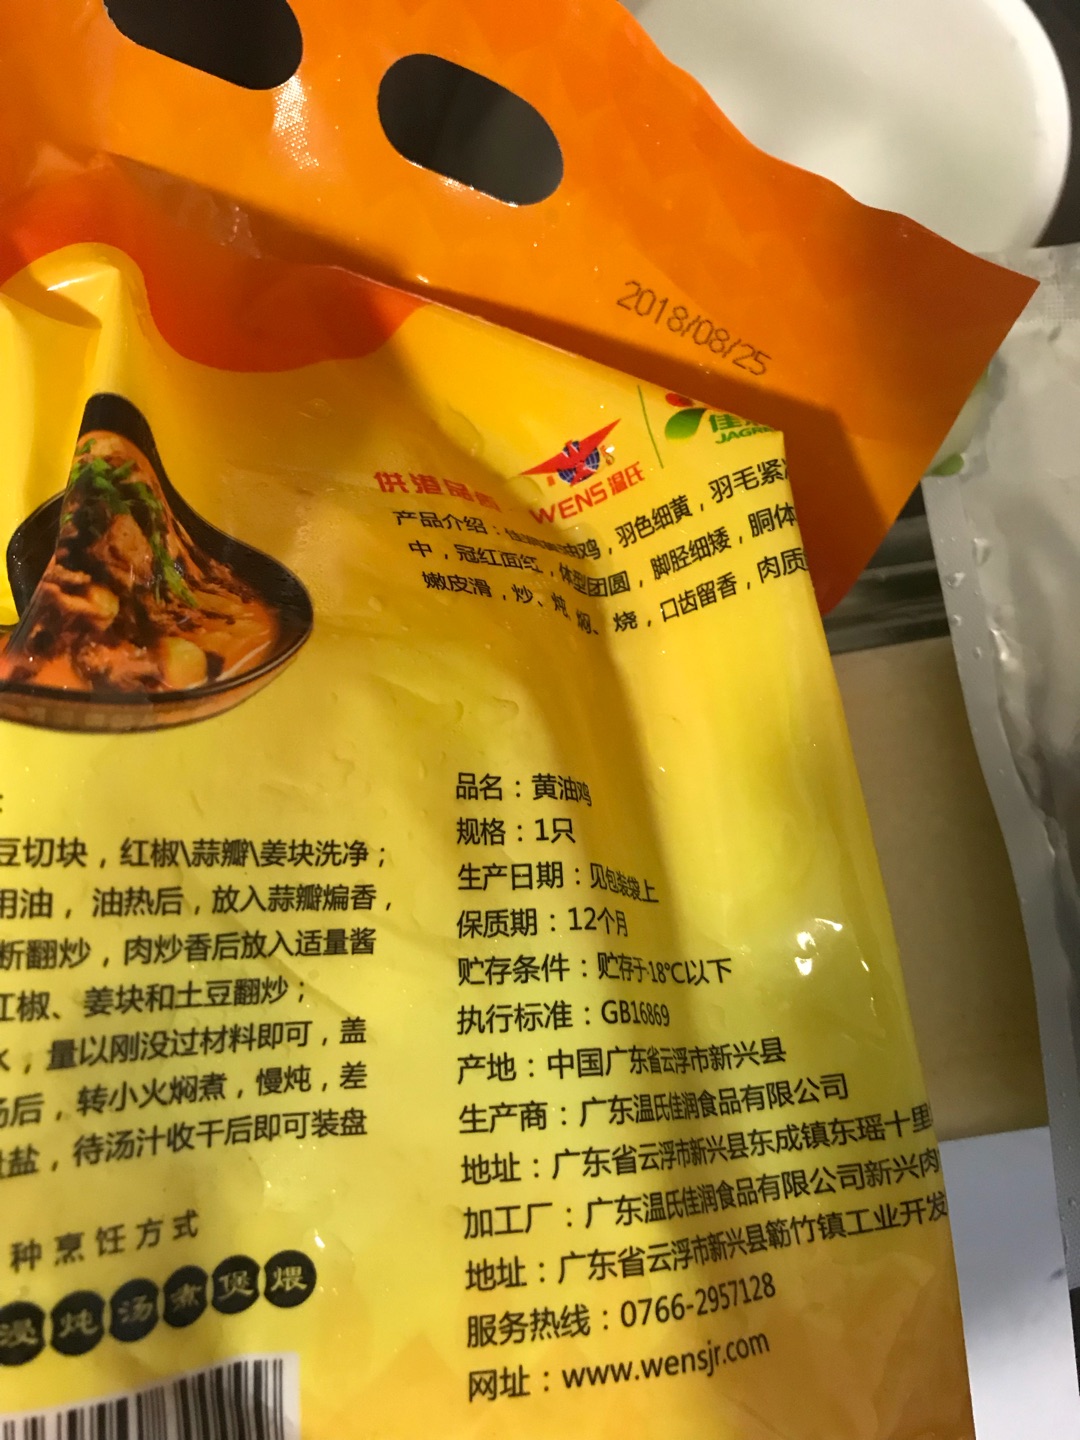 2018/08/25
供港品
WENS 温氏
佳
JAGR
产品介绍：鸡，羽色细黄，羽毛紧
中，冠红面红，体型团圆，脚胫细矮，胴体
嫩皮滑，炒、炖、焖、烧，口齿留香，肉质
豆切块，红椒\蒜瓣\姜块洗净；
用油，油热后，放入蒜瓣煸香，
断翻炒，肉炒香后放入适量酱
红椒、姜块和土豆翻炒；
水，量以刚没过材料即可，盖
汤后，转小火焖煮，慢炖，差
盐，待汤汁收干后即可装盘
种烹饪方式
浸炖汤煮煲煨
品名：黄油鸡
规格：1只
生产日期：见包装袋上
保质期：12个月
贮存条件：贮存于-18℃以下
执行标准：GB16869
产地：中国广东省云浮市新兴县
生产商：广东温氏佳润食品有限公司
地址：广东省云浮市新兴县东成镇东瑶十里
加工厂：广东温氏佳润食品有限公司新兴肉
地址：广东省云浮市新兴县簕竹镇工业开发
服务热线：0766-2957128
网址：www.wensjr.com